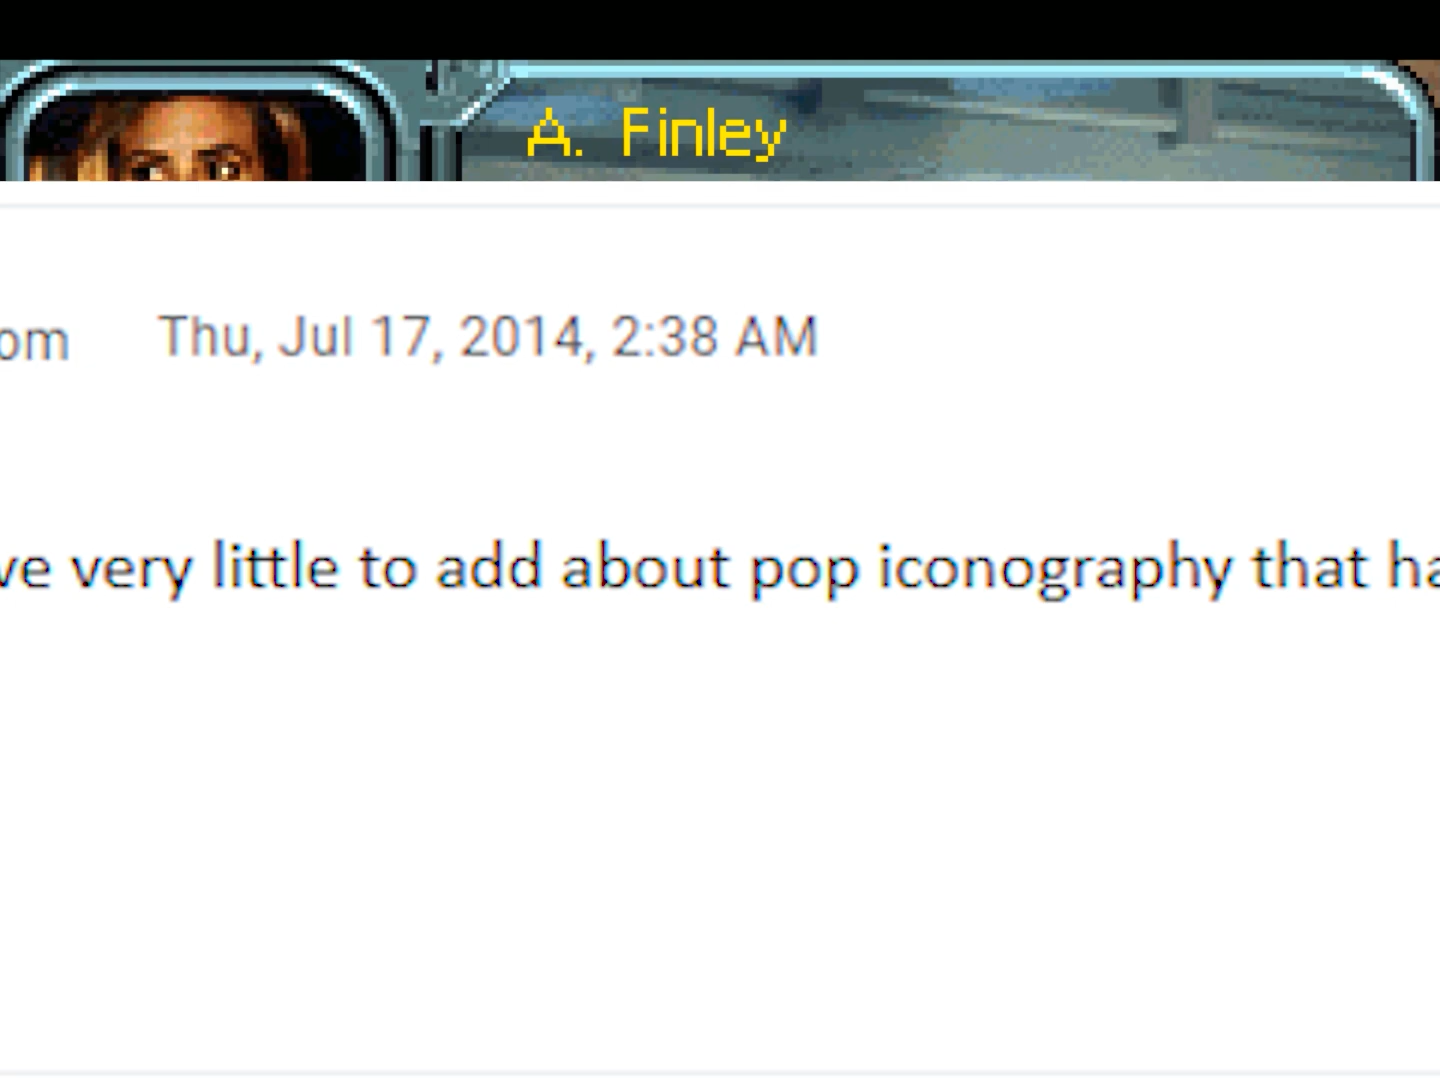 A. Finley
om Thu, Jul 17, 2014, 2:38 AM
ve very little to add about pop iconography that ha